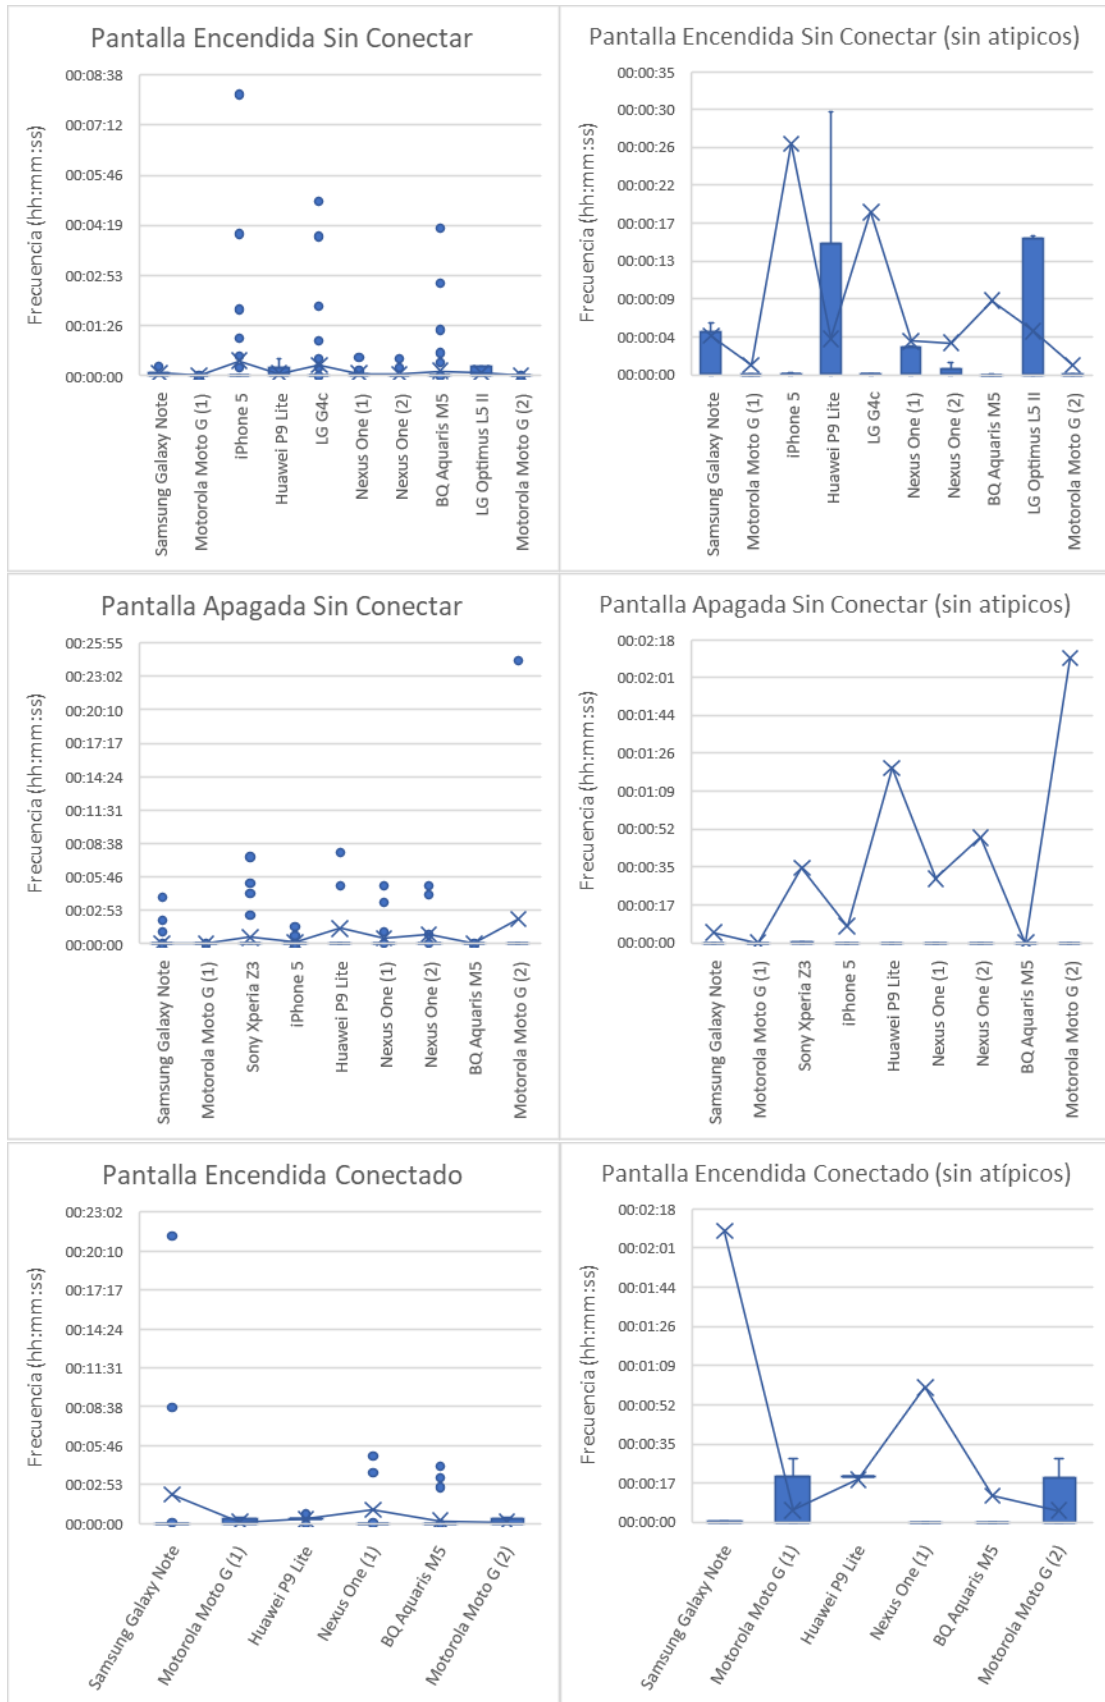 Pantalla Encendida Sin Conectar
Frecuencia (hh:mm:ss)
00:08:38
00:07:12
00:05:46
00:04:19
00:02:53
00:01:26
00:00:00
Samsung Galaxy Note
Motorola Moto G (1)
iPhone 5
Huawei P9 Lite
LG G4c
Nexus One (1)
Nexus One (2)
BQ Aquaris M5
LG Optimus L5 II
Motorola Moto G (2)
Pantalla Encendida Sin Conectar (sin atipicos)
Frecuencia (hh:mm:ss)
00:00:35
00:00:30
00:00:26
00:00:22
00:00:17
00:00:13
00:00:09
00:00:04
00:00:00
Samsung Galaxy Note
Motorola Moto G (1)
iPhone 5
Huawei P9 Lite
LG G4c
Nexus One (1)
Nexus One (2)
BQ Aquaris M5
LG Optimus L5 II
Motorola Moto G (2)
Pantalla Apagada Sin Conectar
Frecuencia (hh:mm:ss)
00:25:55
00:23:02
00:20:10
00:17:17
00:14:24
00:11:31
00:08:38
00:05:46
00:02:53
00:00:00
Samsung Galaxy Note
Motorola Moto G (1)
Sony Xperia Z3
iPhone 5
Huawei P9 Lite
Nexus One (1)
Nexus One (2)
BQ Aquaris M5
Motorola Moto G (2)
Pantalla Apagada Sin Conectar (sin atipicos)
Frecuencia (hh:mm:ss)
00:02:18
00:02:01
00:01:44
00:01:26
00:01:09
00:00:52
00:00:35
00:00:17
00:00:00
Samsung Galaxy Note
Motorola Moto G (1)
Sony Xperia Z3
iPhone 5
Huawei P9 Lite
Nexus One (1)
Nexus One (2)
BQ Aquaris M5
Motorola Moto G (2)
Pantalla Encendida Conectado
Frecuencia (hh:mm:ss)
00:23:02
00:20:10
00:17:17
00:14:24
00:11:31
00:08:38
00:05:46
00:02:53
00:00:00
Samsung Galaxy Note
Motorola Moto G (1)
Huawei P9 Lite
Nexus One (1)
BQ Aquaris M5
Motorola Moto G (2)
Pantalla Encendida Conectado (sin atípicos)
Frecuencia (hh:mm:ss)
00:02:18
00:02:01
00:01:44
00:01:26
00:01:09
00:00:52
00:00:35
00:00:17
00:00:00
Samsung Galaxy Note
Motorola Moto G (1)
Huawei P9 Lite
Nexus One (1)
BQ Aquaris M5
Motorola Moto G (2)